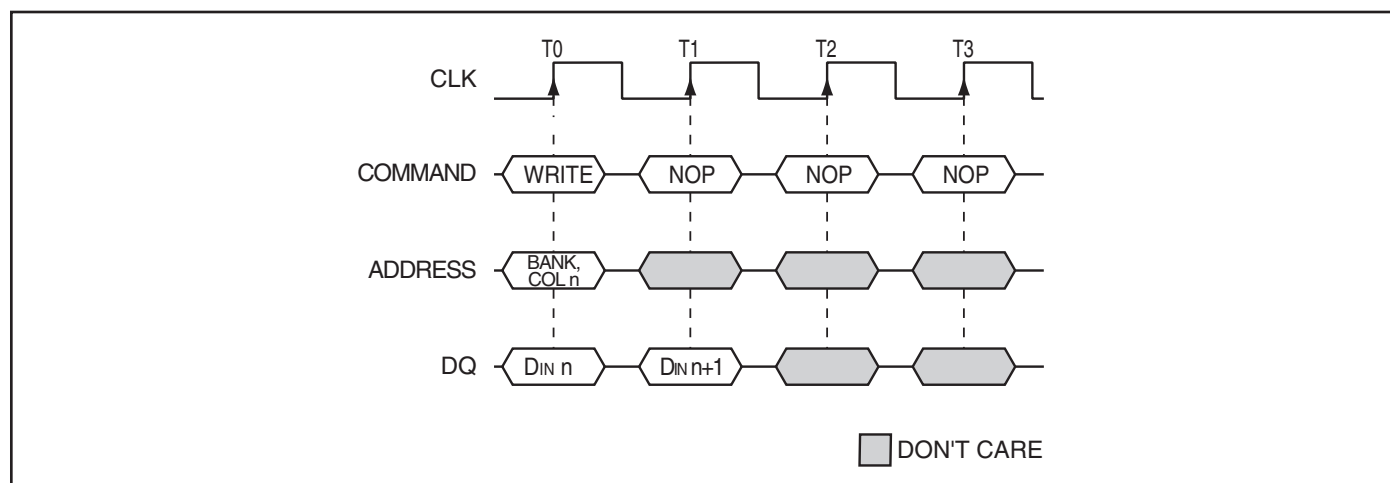 T0 T1 T2 T3
CLK
COMMAND WRITE NOP NOP NOP
ADDRESS BANK,
COL n
DQ DIN n DIN n+1
DON'T CARE